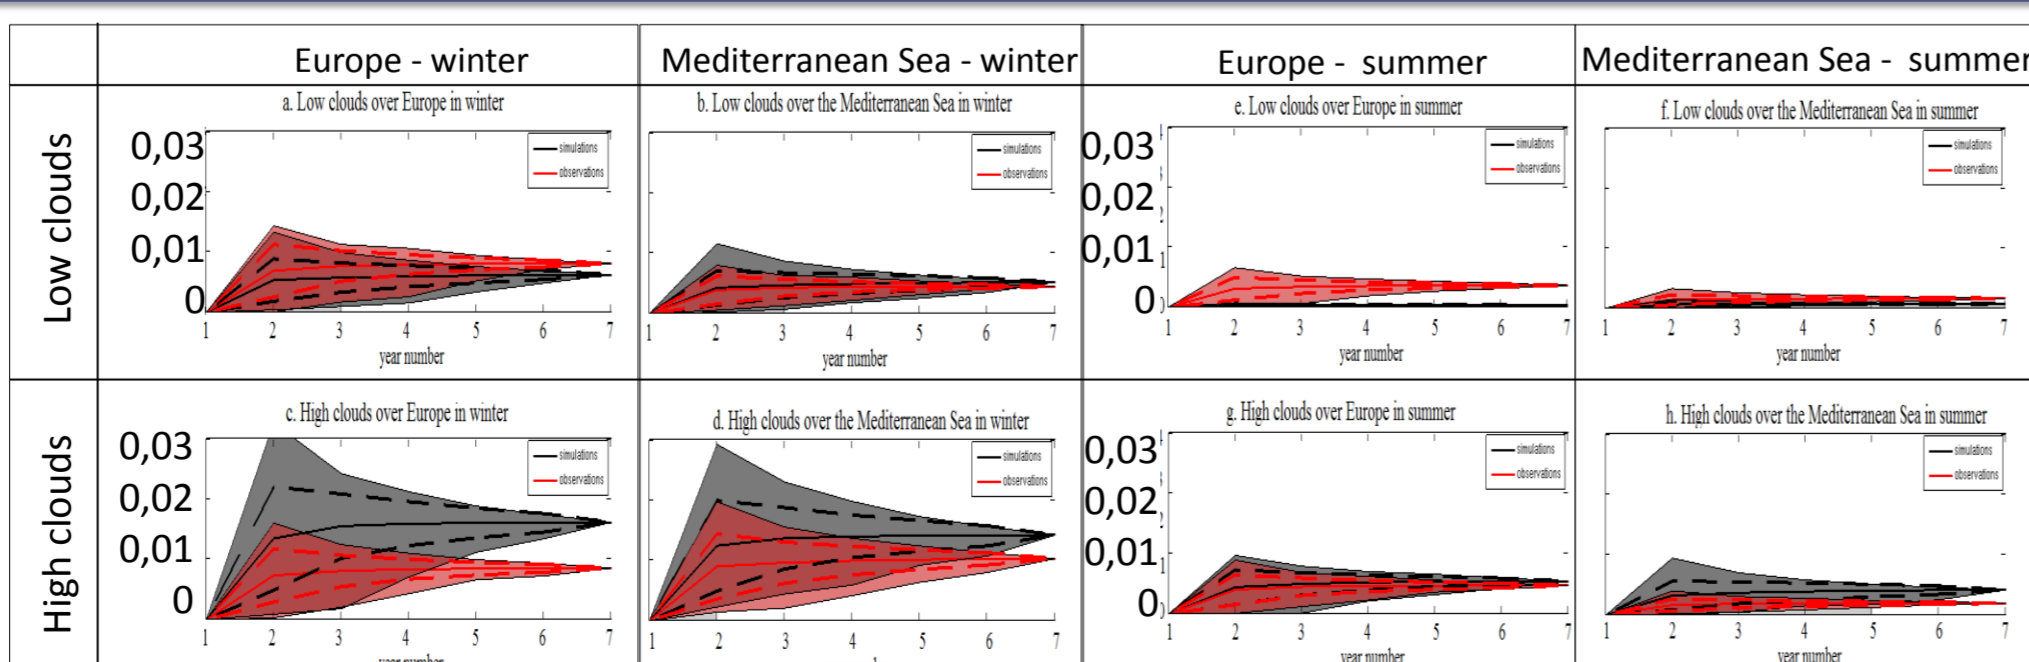 Europe - winter
Mediterranean Sea - winter
Europe - summer
Mediterranean Sea - summer
Low clouds
a. Low clouds over Europe in winter
0,03
0,02
0,01
0
simulations
observations
1 2 3 4 5 6 7
year number
b. Low clouds over the Mediterranean Sea in winter
simulations
observations
1 2 3 4 5 6 7
year number
e. Low clouds over Europe in summer
0,03
0,02
0,01
0
simulations
observations
1 2 3 4 5 6 7
year number
f. Low clouds over the Mediterranean Sea in summer
simulations
observations
1 2 3 4 5 6 7
year number
High clouds
c. High clouds over Europe in winter
0,03
0,02
0,01
0
simulations
observations
1 2 3 4 5 6 7
year number
d. High clouds over the Mediterranean Sea in winter
simulations
observations
1 2 3 4 5 6 7
g. High clouds over Europe in summer
0,03
0,02
0,01
0
simulations
observations
1 2 3 4 5 6 7
year number
h. High clouds over the Mediterranean Sea in summer
simulations
observations
1 2 3 4 5 6 7
year number